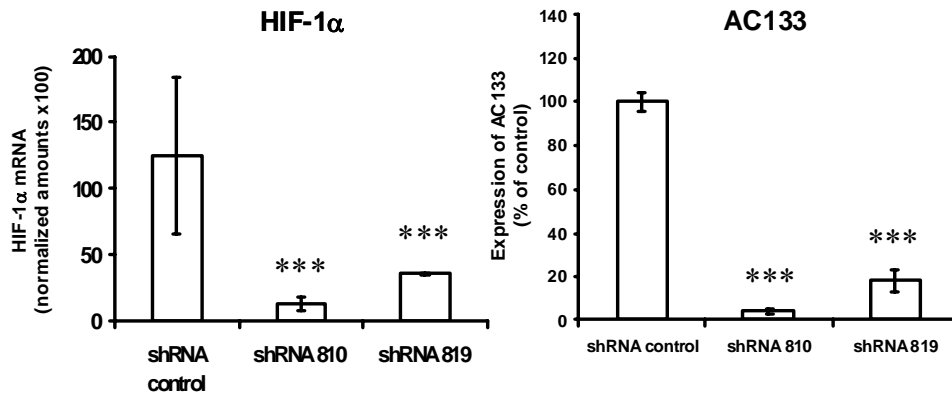 HIF-1α
HIF-1α mRNA
(normalized amounts x100)
200
150
100
50
0
***
***
shRNA
control
shRNA 810
shRNA 819
AC133
Expression of AC133
(% of control)
140
120
100
80
60
40
20
0
***
***
shRNA control
shRNA 810
shRNA 819